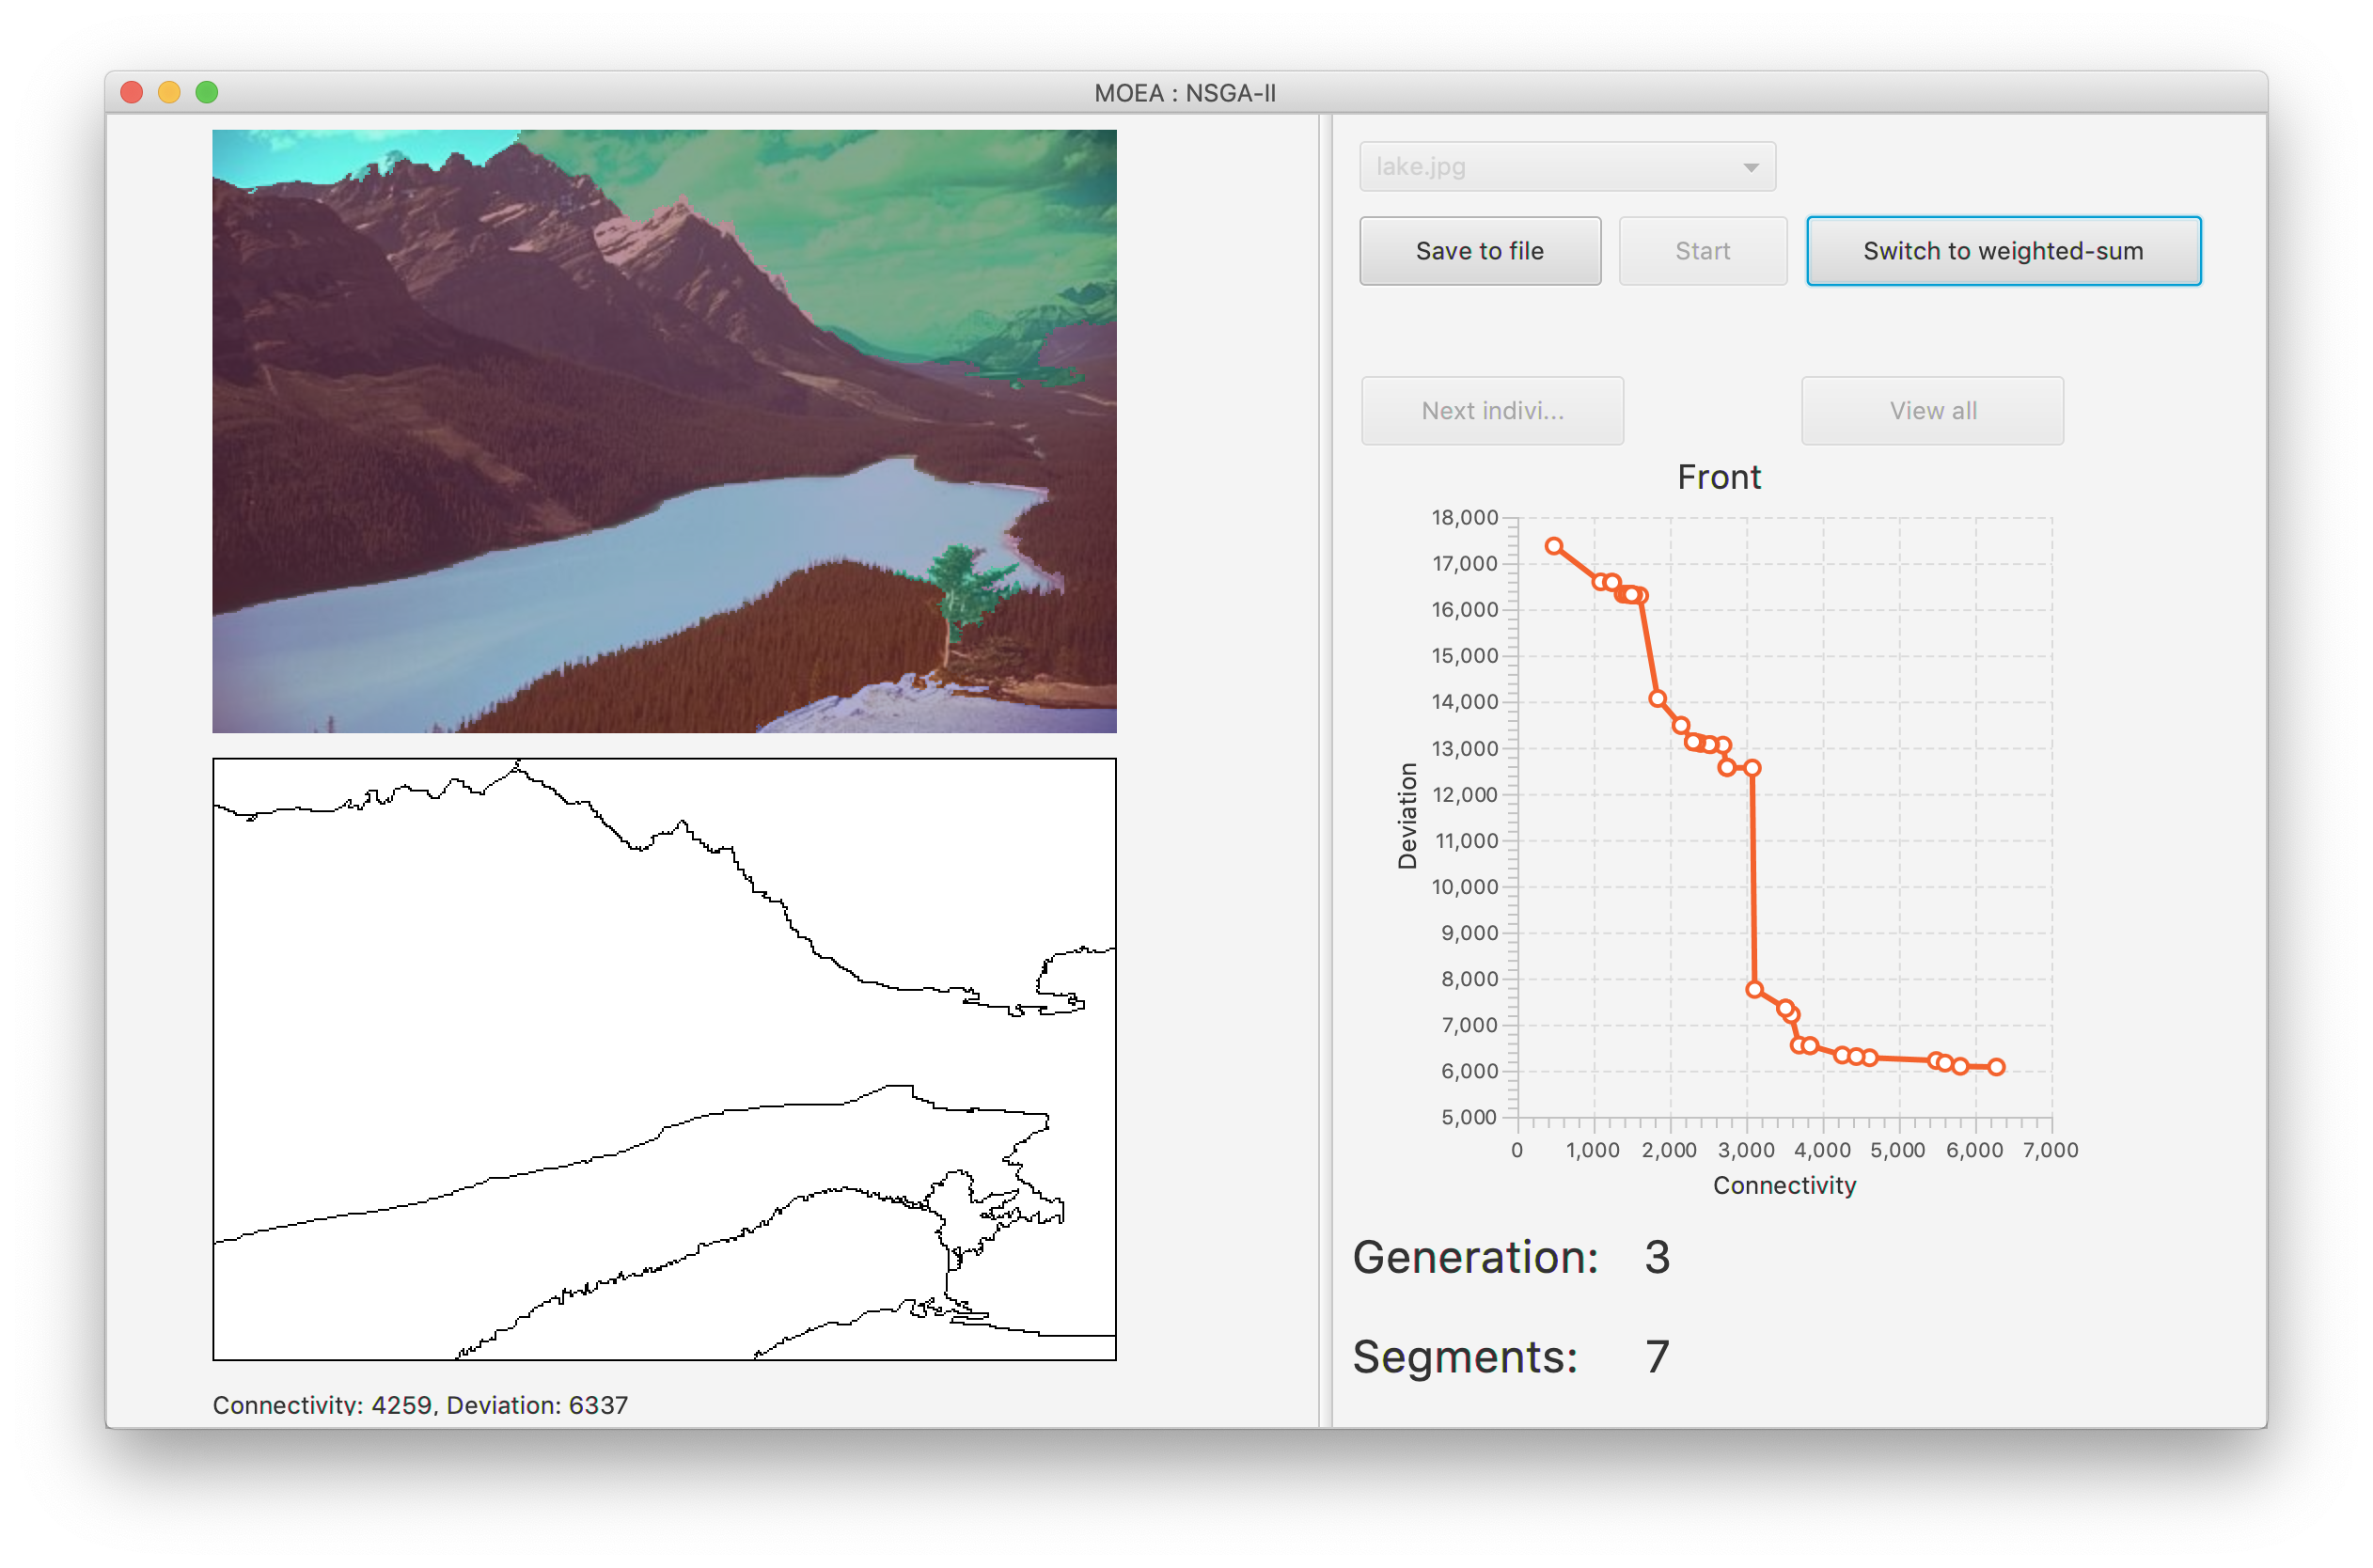 MOEA : NSGA-II
lake.jpg
Save to file
Start
Switch to weighted-sum
Next indivi...
View all
Front
18,000
17,000
16,000
15,000
14,000
13,000
12,000
11,000
10,000
9,000
8,000
7,000
6,000
5,000
Deviation
0 1,000 2,000 3,000 4,000 5,000 6,000 7,000
Connectivity
Generation: 3
Segments: 7
Connectivity: 4259, Deviation: 6337